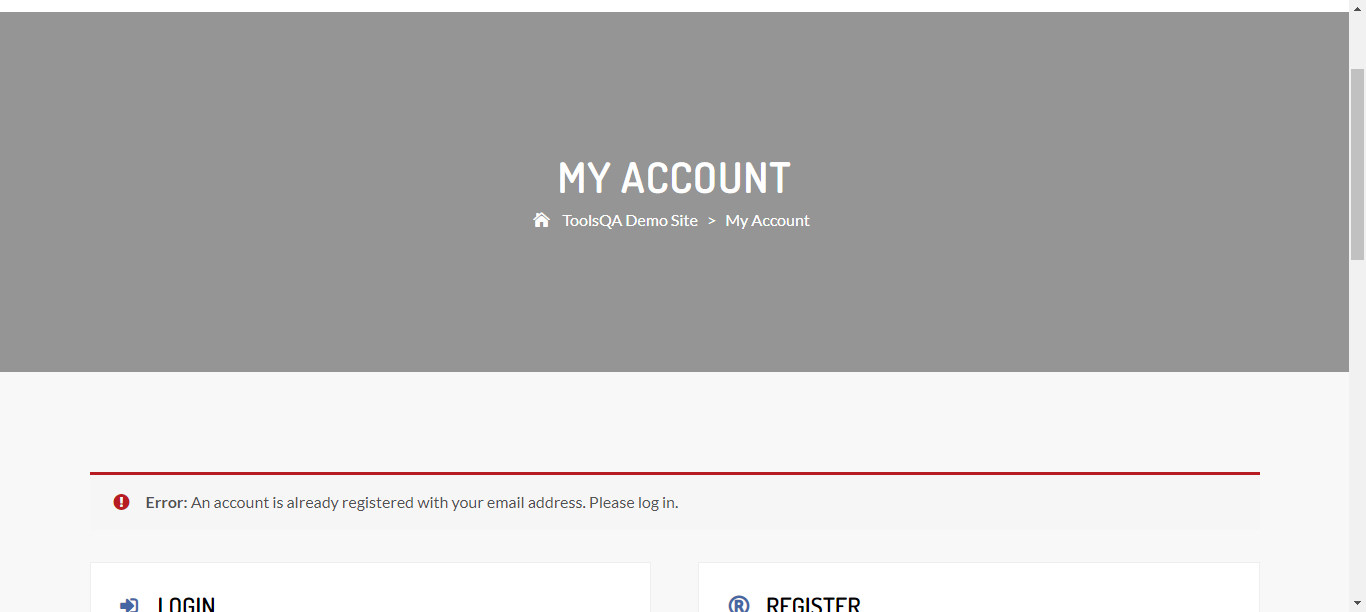 MY ACCOUNT
ToolsQA Demo Site > My Account
Error: An account is already registered with your email address. Please log in.
LOGIN
REGISTER